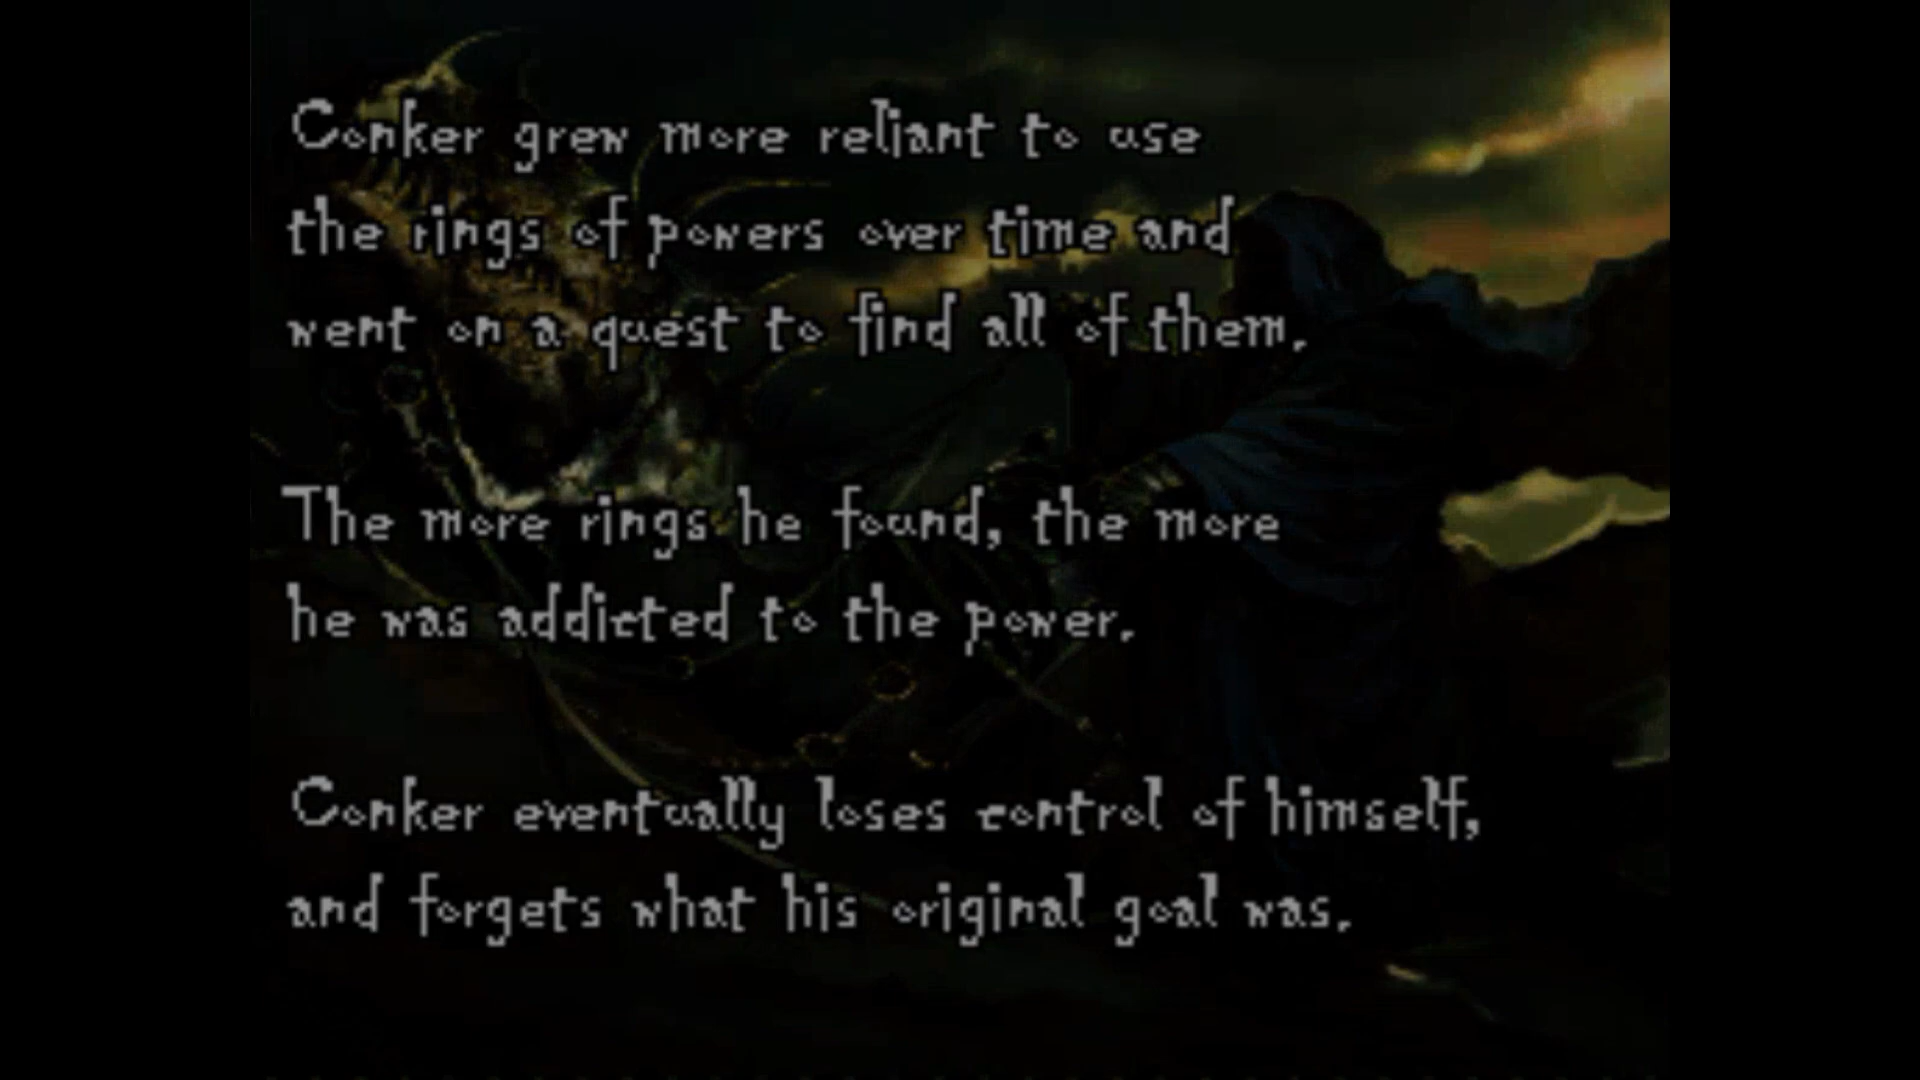 Conker grew more reliant to use
the rings of powers over time and
went on a quest to find all of them.
The more rings he found, the more
he was addicted to the power.
Conker eventually loses control of himself,
and forgets what his original goal was.